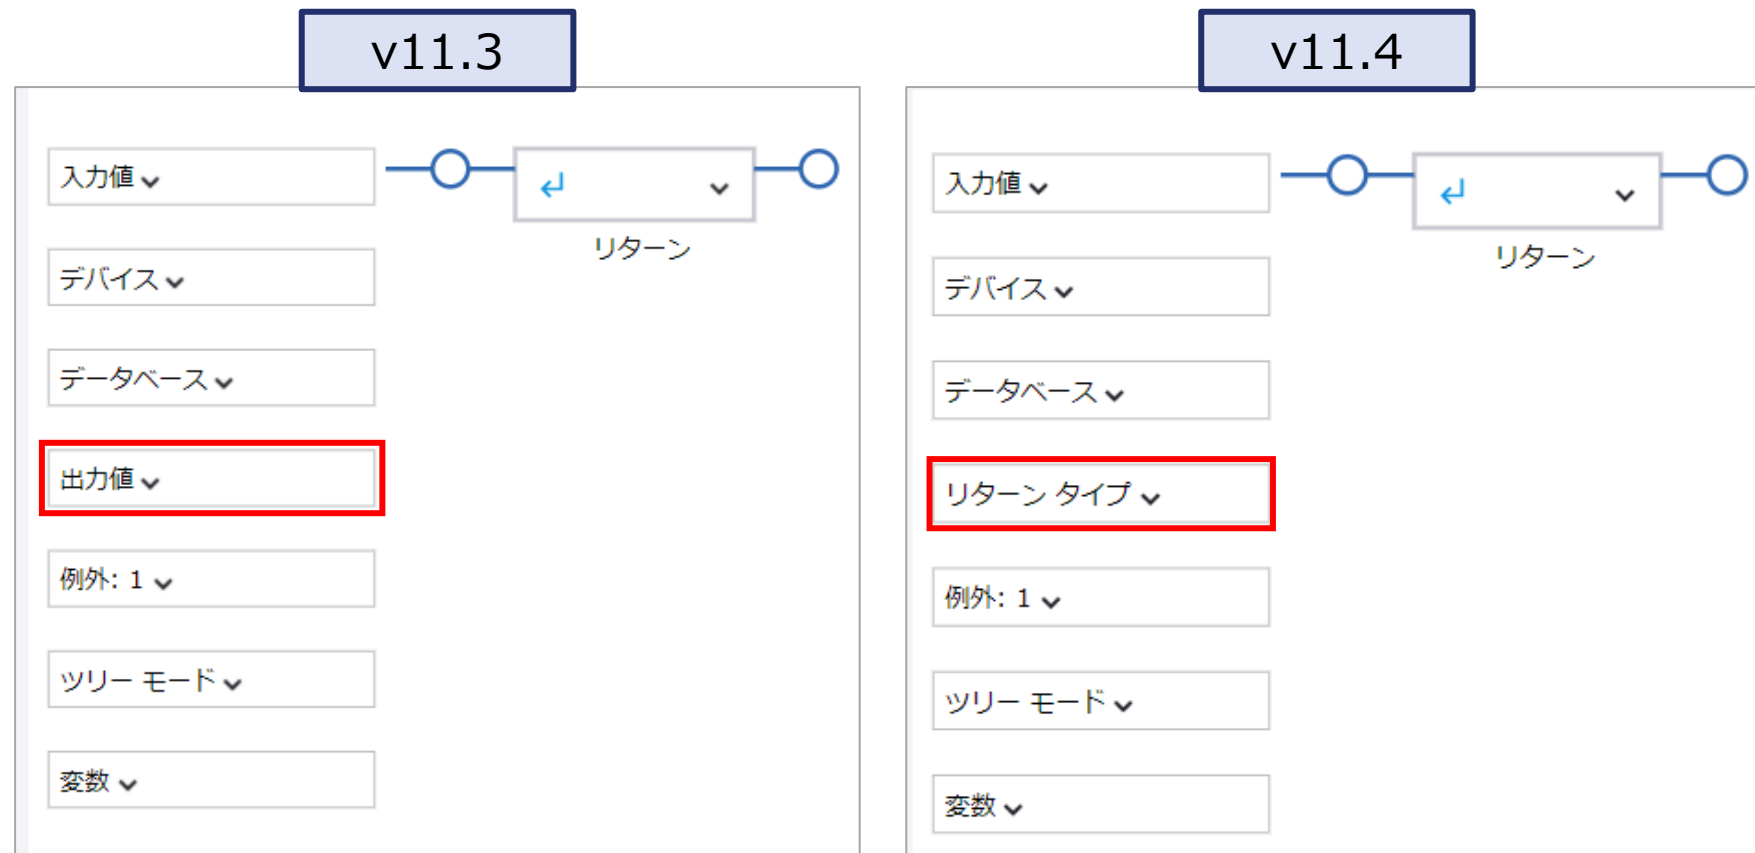 v11.3
入力値
リターン
デバイス
データベース
出力値
例外: 1
ツリー モード
変数
v11.4
入力値
リターン
デバイス
データベース
リターン タイプ
例外: 1
ツリー モード
変数